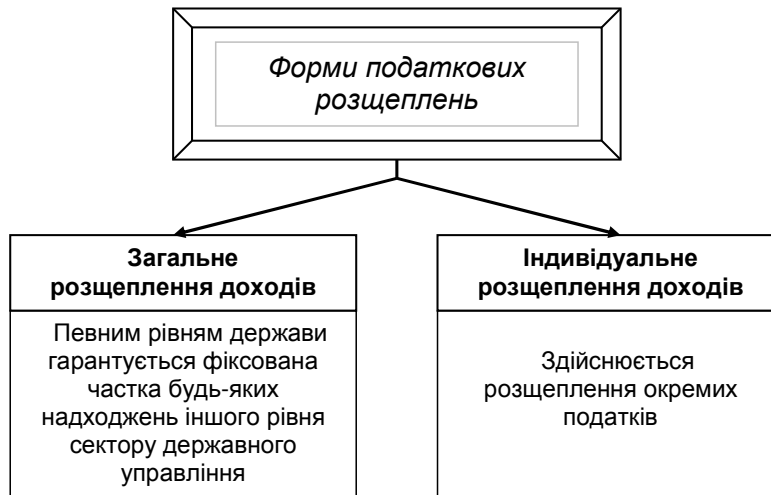 Форми податкових
розщеплень
Загальне
розщеплення доходів
Певним рівням держави
гарантується фіксована
частка будь-яких
надходжень іншого рівня
сектору державного
управління
Індивідуальне
розщеплення доходів
Здійснюється
розщеплення окремих
податків